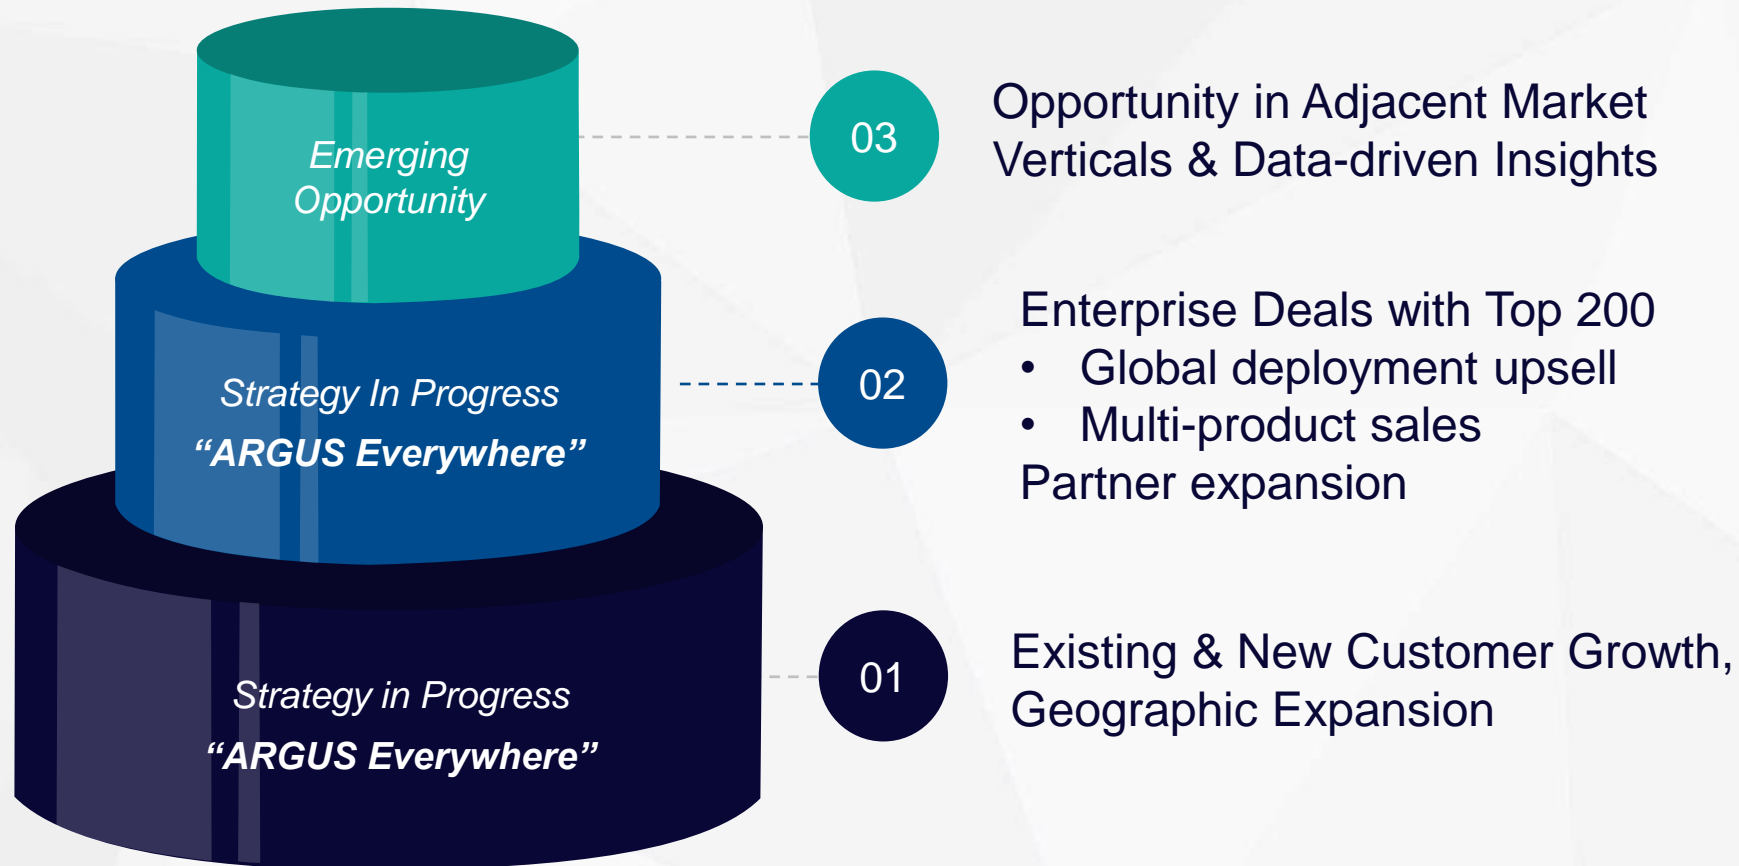 Emerging
Opportunity
03
Opportunity in Adjacent Market
Verticals & Data-driven Insights
Strategy In Progress
“ARGUS Everywhere”
02
Enterprise Deals with Top 200
• Global deployment upsell
• Multi-product sales
Partner expansion
Strategy in Progress
“ARGUS Everywhere”
01
Existing & New Customer Growth,
Geographic Expansion